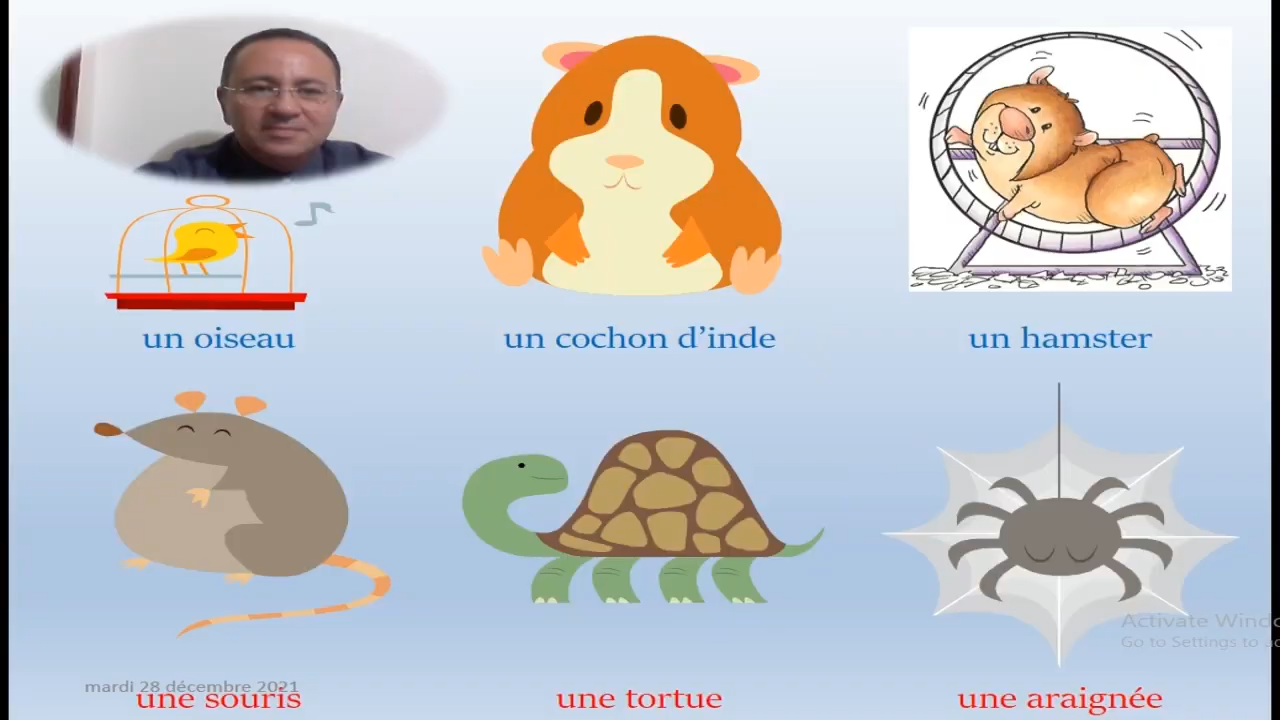 un oiseau
un cochon d'inde
un hamster
Activate Windo
Go to Settings to a
mardi 28 décembre 2021
une souris
une tortue
une araignée